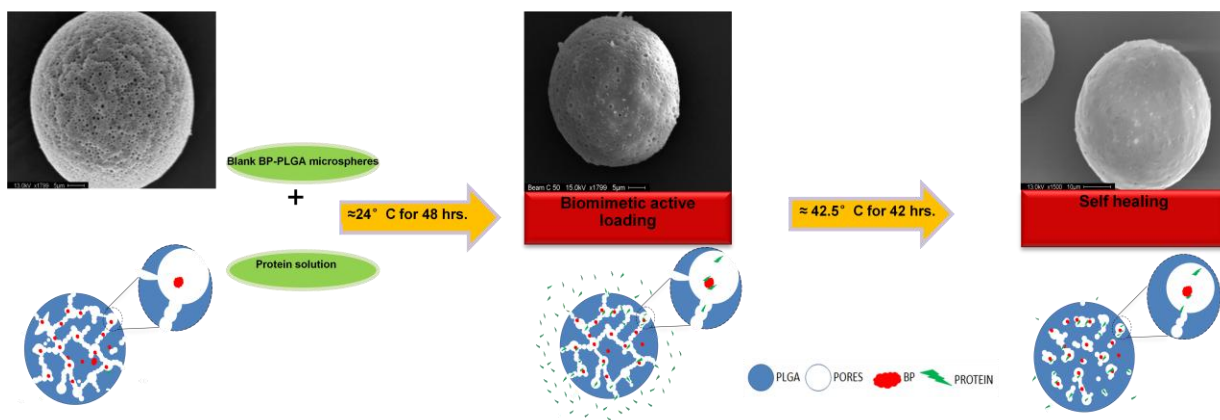 13.0kV x1799 5μm
Blank BP-PLGA microspheres
+
Protein solution
≈24° C for 48 hrs.
Beam C 50 15.0kV x1799 5μm
Biomimetic active
loading
≈ 42.5° C for 42 hrs.
13.0kV x1500 10μm
Self healing
PLGA PORES BP PROTEIN